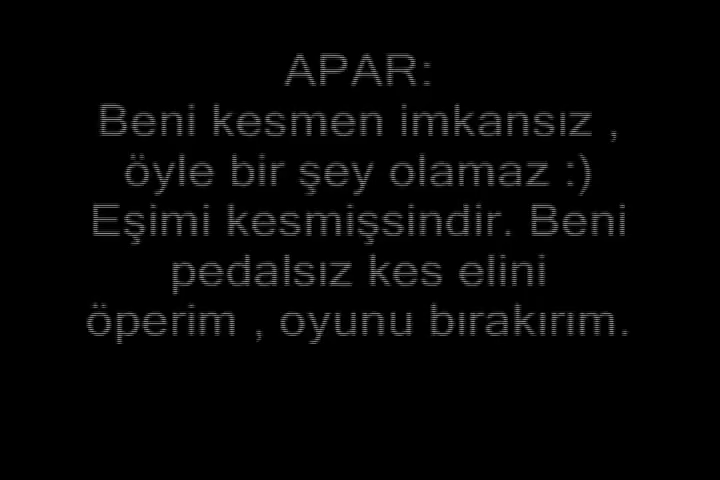 APAR:
Beni kesmen imkansız ,
öyle bir şey olamaz :)
Eşimi kesmişsindir. Beni
pedalsız kes elini
öperim , oyunu bırakırım.